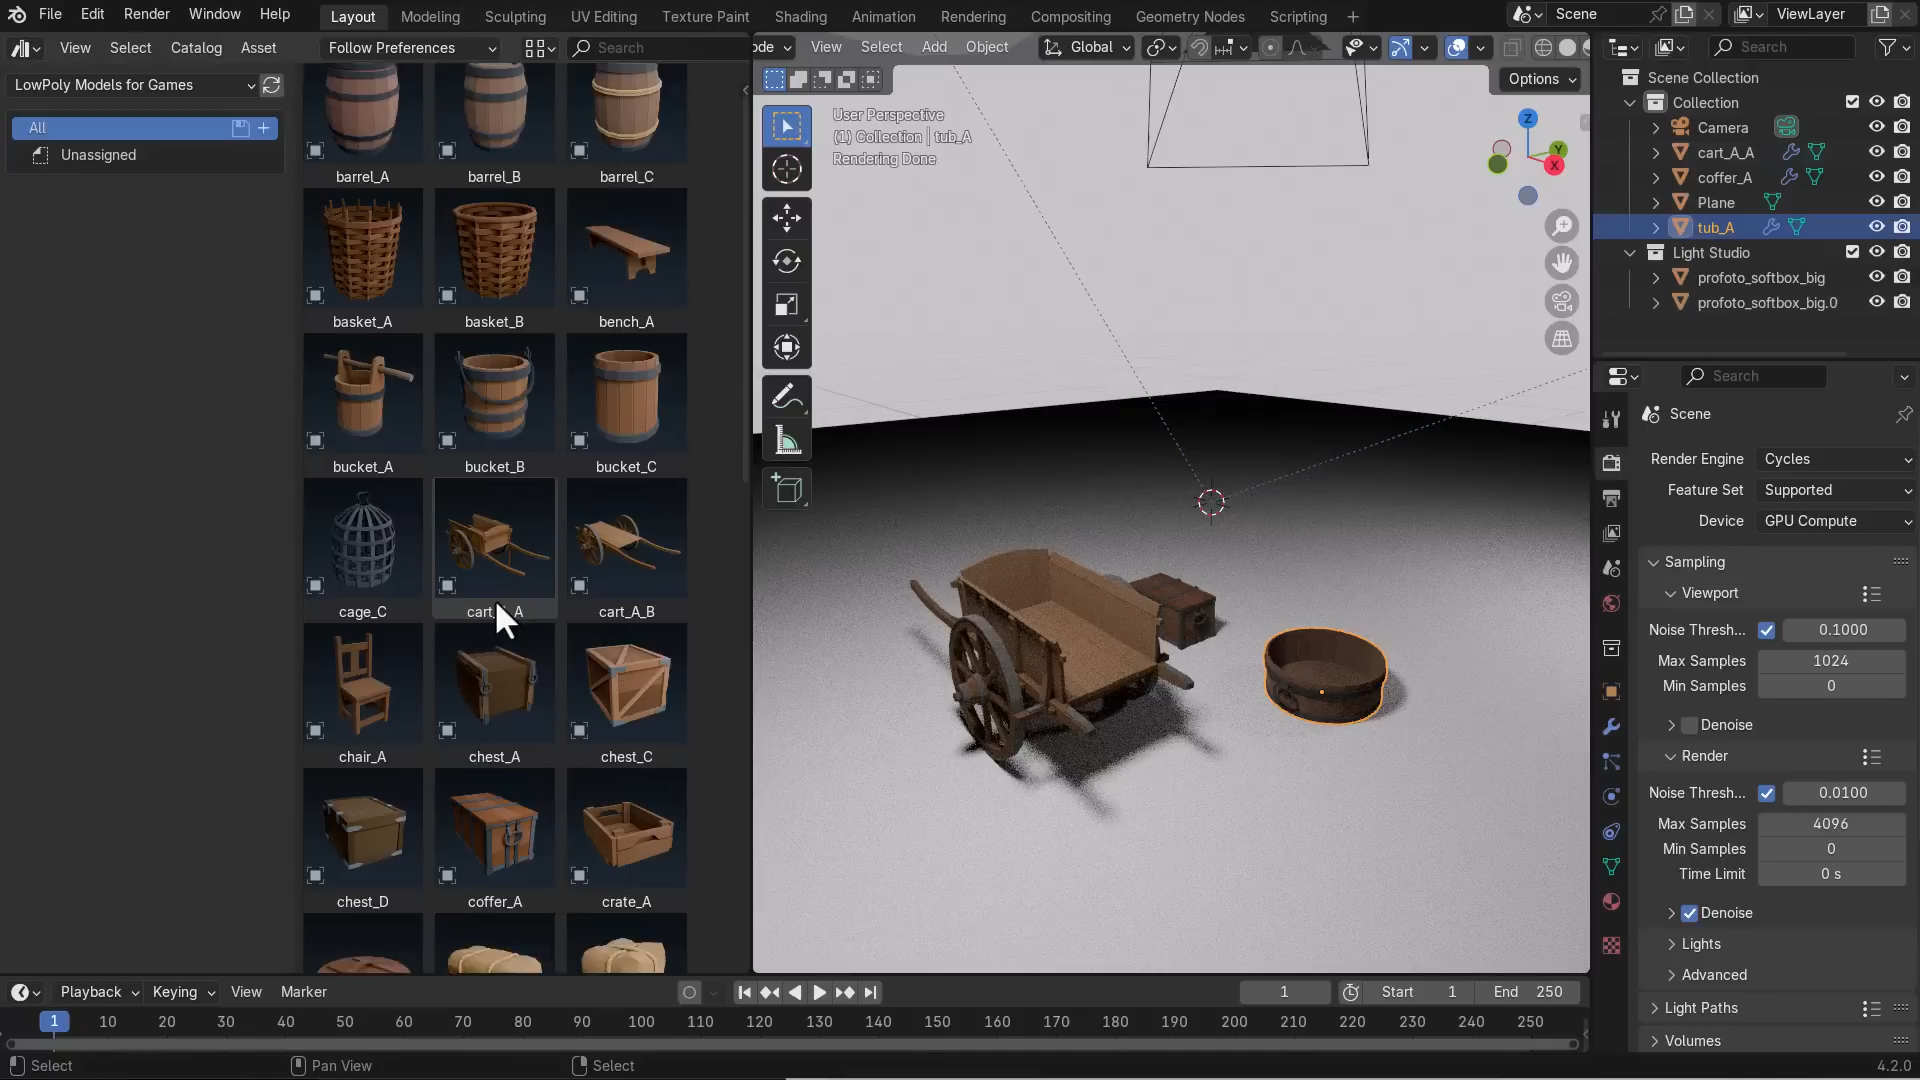 File Edit Render Window Help Layout Modeling Sculpting UV Editing Texture Paint Shading Animation Rendering Compositing Geometry Nodes Scripting + Scene ViewLayer
View Select Catalog Asset Follow Preferences Search
ode View Select Add Object Global
Options
LowPoly Models for Games
All
Unassigned
barrel_A barrel_B barrel_C
basket_A basket_B bench_A
bucket_A bucket_B bucket_C
cage_C cart_A_A cart_A_B
chair_A chest_A chest_C
chest_D coffer_A crate_A
User Perspective
(1) Collection | tub_A
Rendering Done
Z
Y
X
Search
Scene Collection
Collection
Camera
cart_A_A
coffer_A
Plane
tub_A
Light Studio
profoto_softbox_big
profoto_softbox_big.0
Search
Scene
Render Engine Cycles
Feature Set Supported
Device GPU Compute
Sampling
Viewport
Noise Thresh... 0.1000
Max Samples 1024
Min Samples 0
Denoise
Render
Noise Thresh... 0.0100
Max Samples 4096
Min Samples 0
Time Limit 0 s
Denoise
Lights
Advanced
Light Paths
Volumes
Playback Keying View Marker 1 Start 1 End 250
1 10 20 30 40 50 60 70 80 90 100 110 120 130 140 150 160 170 180 190 200 210 220 230 240 250
Select Pan View Select 4.2.0